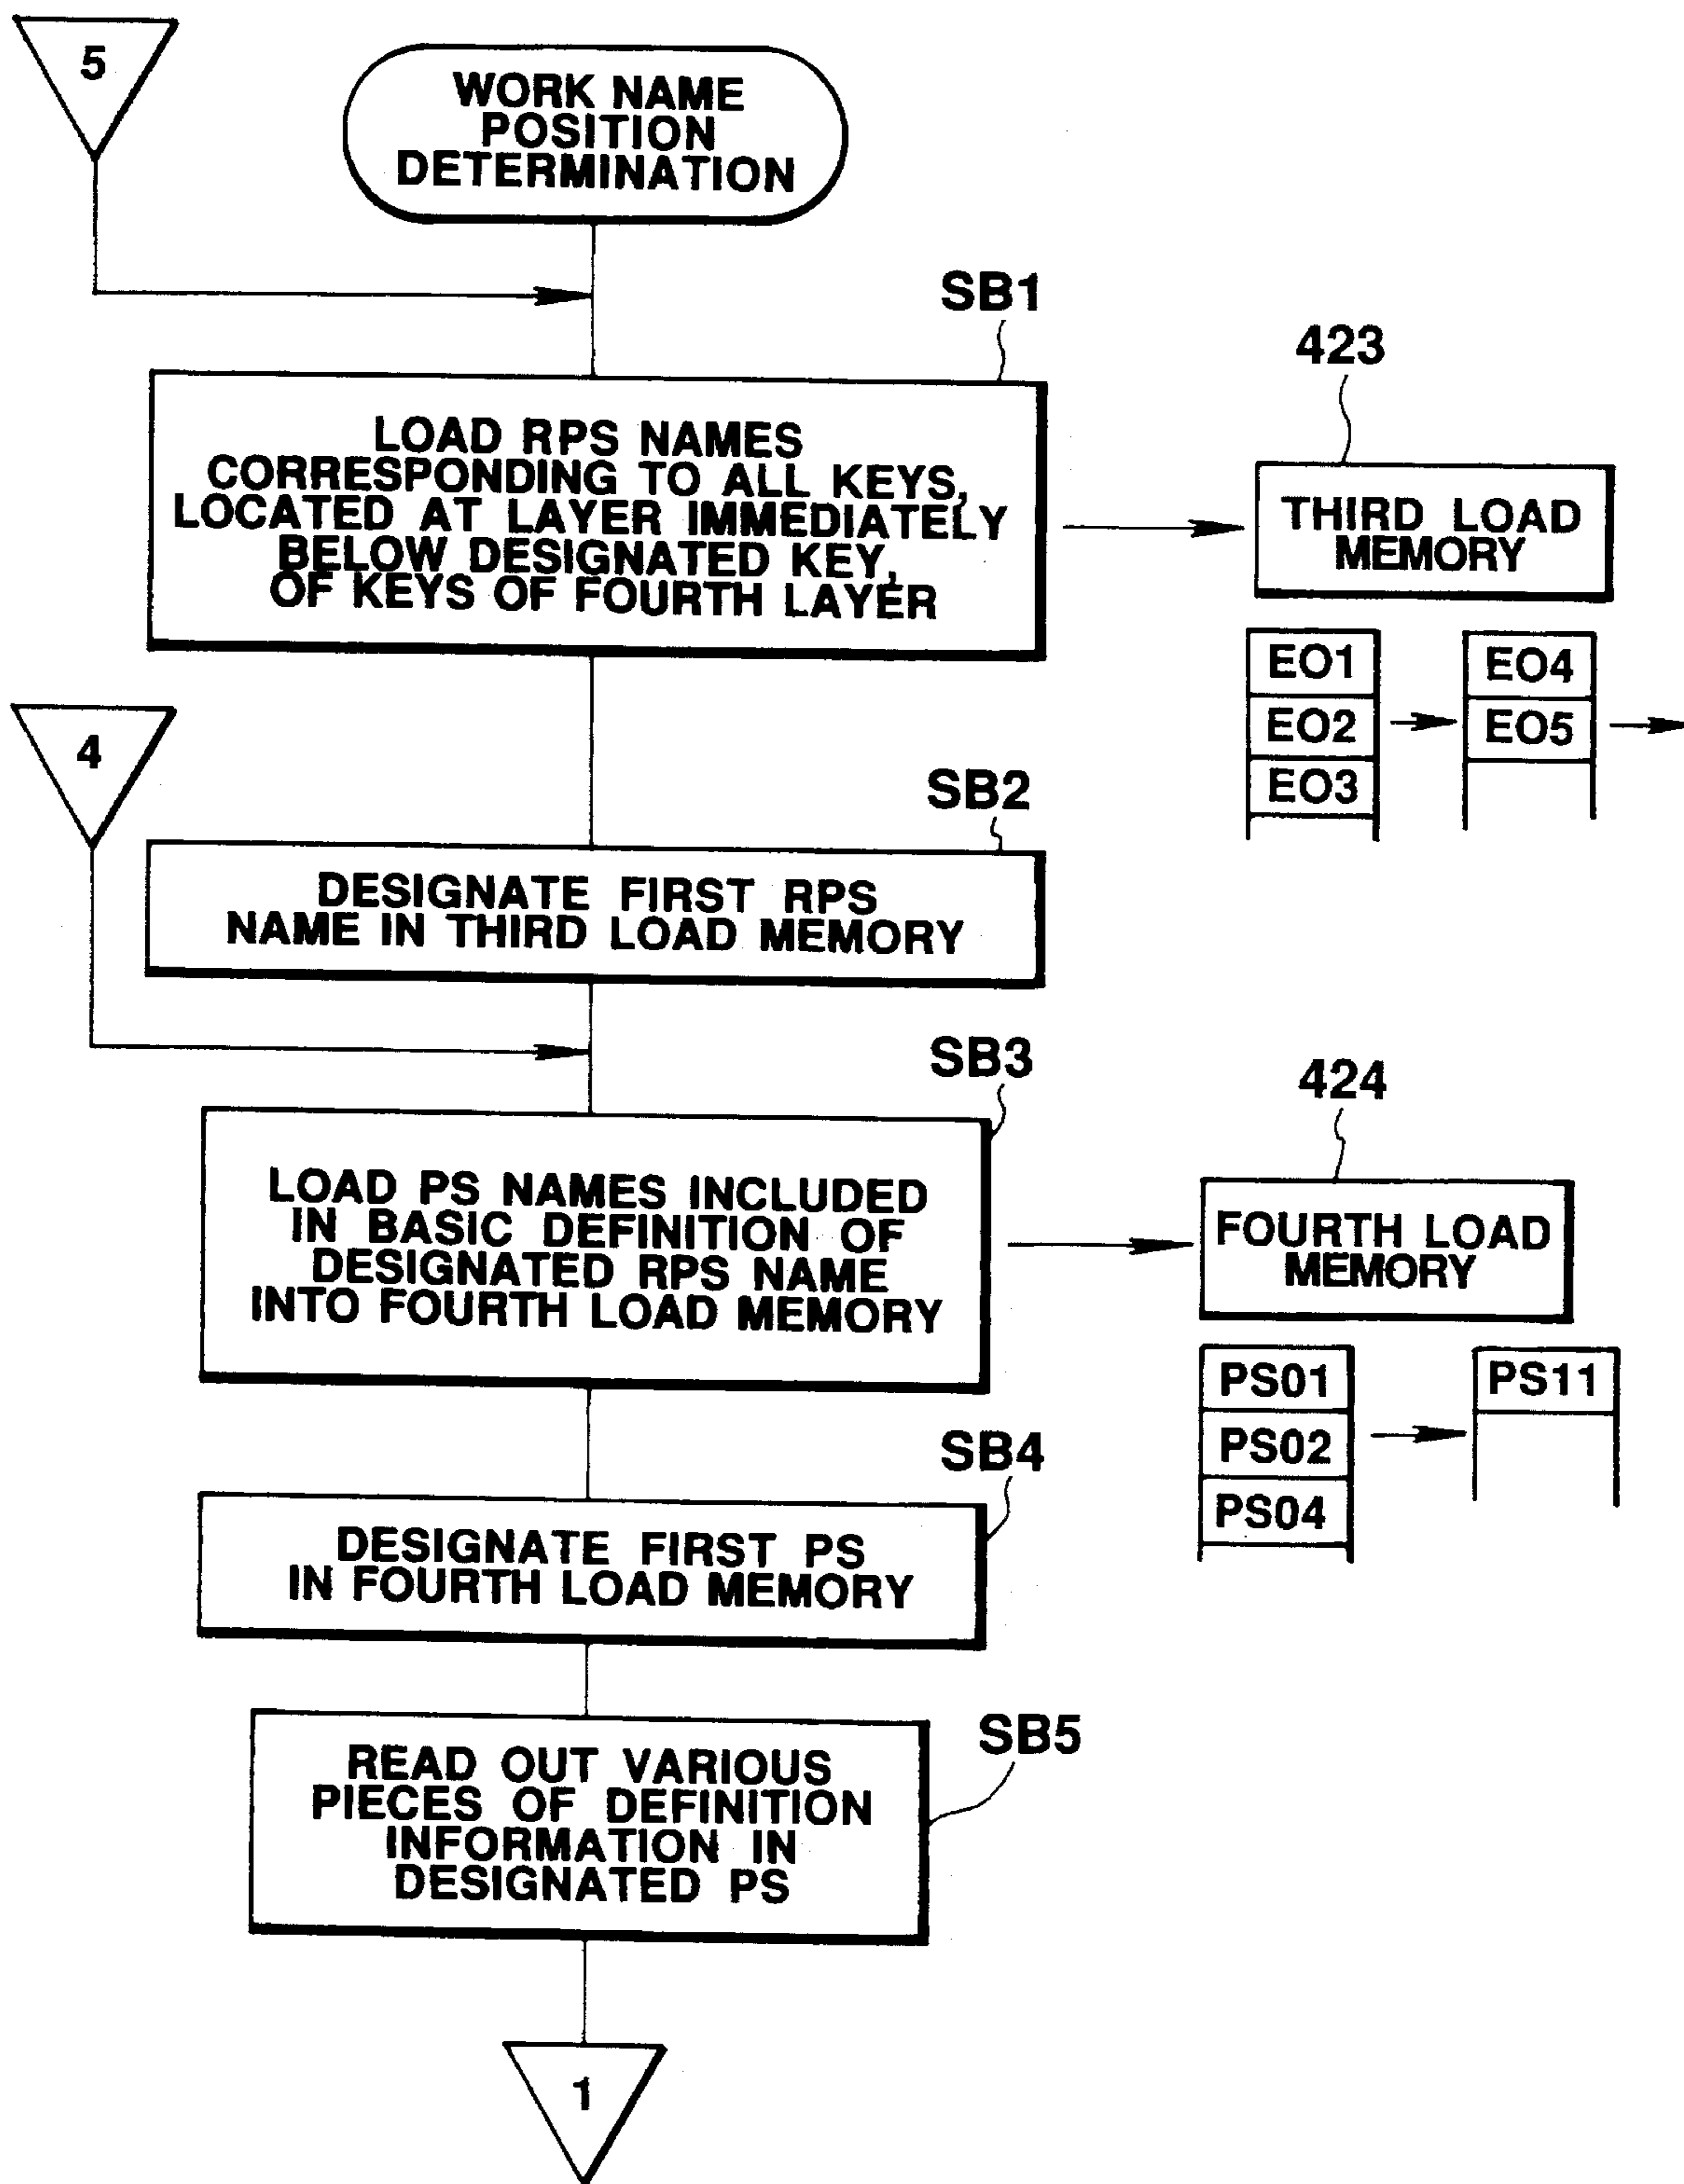 5
WORK NAME
POSITION
DETERMINATION
SB1
LOAD RPS NAMES
CORRESPONDING TO ALL KEYS,
LOCATED AT LAYER IMMEDIATELY
BELOW DESIGNATED KEY,
OF KEYS OF FOURTH LAYER
423
THIRD LOAD
MEMORY
EO1
EO2
EO3
EO4
EO5
4
SB2
DESIGNATE FIRST RPS
NAME IN THIRD LOAD MEMORY
SB3
LOAD PS NAMES INCLUDED
IN BASIC DEFINITION OF
DESIGNATED RPS NAME
INTO FOURTH LOAD MEMORY
424
FOURTH LOAD
MEMORY
PS01
PS02
PS04
PS11
SB4
DESIGNATE FIRST PS
IN FOURTH LOAD MEMORY
SB5
READ OUT VARIOUS
PIECES OF DEFINITION
INFORMATION IN
DESIGNATED PS
1